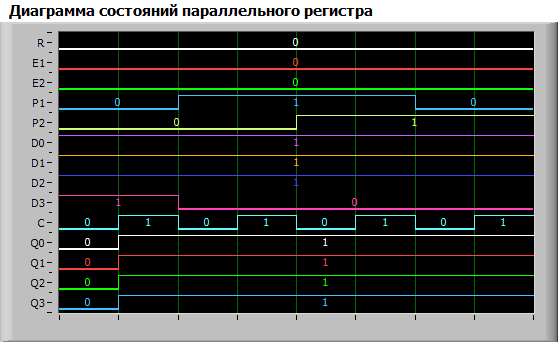 Диаграмма состояний параллельного регистра
R 0
E1 0
E2 0
P1 0 1 0
P2 0 1
D0 1
D1 1
D2 1
D3 1 0
C 0 1 0 1 0 1 0 1
Q0 0 1
Q1 0 1
Q2 0 1
Q3 0 1